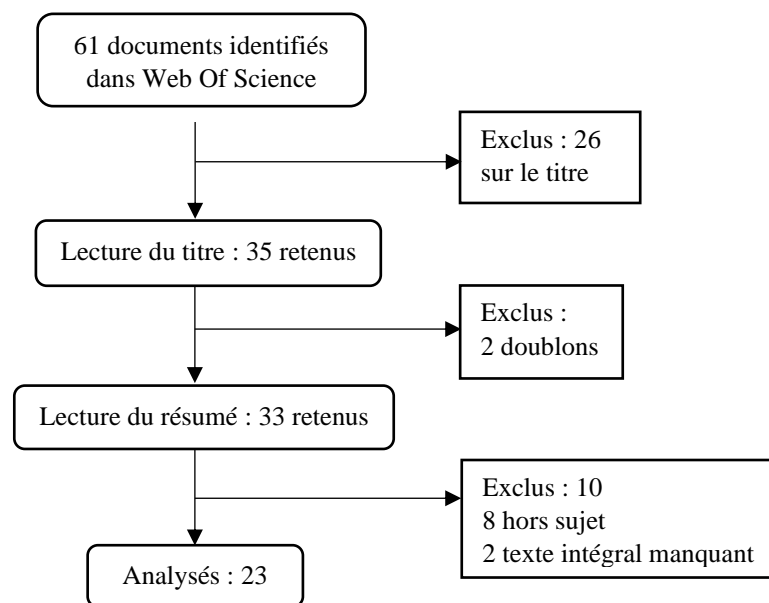 61 documents identifiés
dans Web Of Science
Exclus : 26
sur le titre
Lecture du titre : 35 retenus
Exclus :
2 doublons
Lecture du résumé : 33 retenus
Exclus : 10
8 hors sujet
2 texte intégral manquant
Analysés : 23